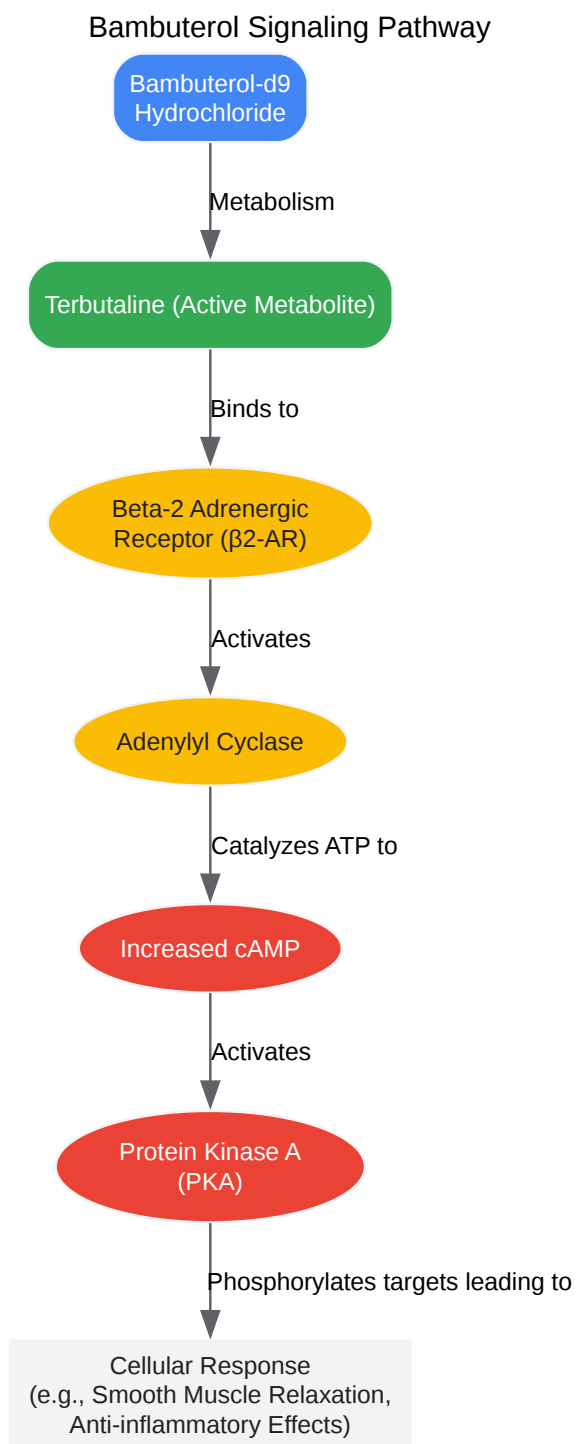 Bambuterol Signaling Pathway
Bambuterol-d9
Hydrochloride
Metabolism
Terbutaline (Active Metabolite)
Binds to
Beta-2 Adrenergic
Receptor (β2-AR)
Activates
Adenylyl Cyclase
Catalyzes ATP to
Increased cAMP
Activates
Protein Kinase A
(PKA)
Phosphorylates targets leading to
Cellular Response
(e.g., Smooth Muscle Relaxation,
Anti-inflammatory Effects)